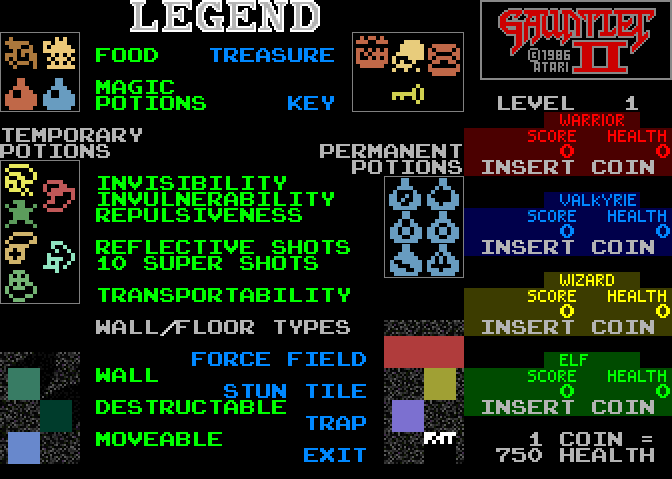 LEGEND
FOOD
TREASURE
MAGIC
POTIONS
KEY
TEMPORARY
POTIONS
PERMANENT
POTIONS
INVISIBILITY
INVULNERABILITY
REPULSIVENESS
REFLECTIVE SHOTS
10 SUPER SHOTS
TRANSPORTABILITY
WALL/FLOOR TYPES
FORCE FIELD
WALL
STUN TILE
DESTRUCTABLE
TRAP
MOVEABLE
EXIT
EXIT
GAUNTLET
II
©1986
ATARI
LEVEL 1
WARRIOR
SCORE HEALTH
0 0
INSERT COIN
VALKYRIE
SCORE HEALTH
0 0
INSERT COIN
WIZARD
SCORE HEALTH
0 0
INSERT COIN
ELF
SCORE HEALTH
0 0
INSERT COIN
1 COIN =
750 HEALTH